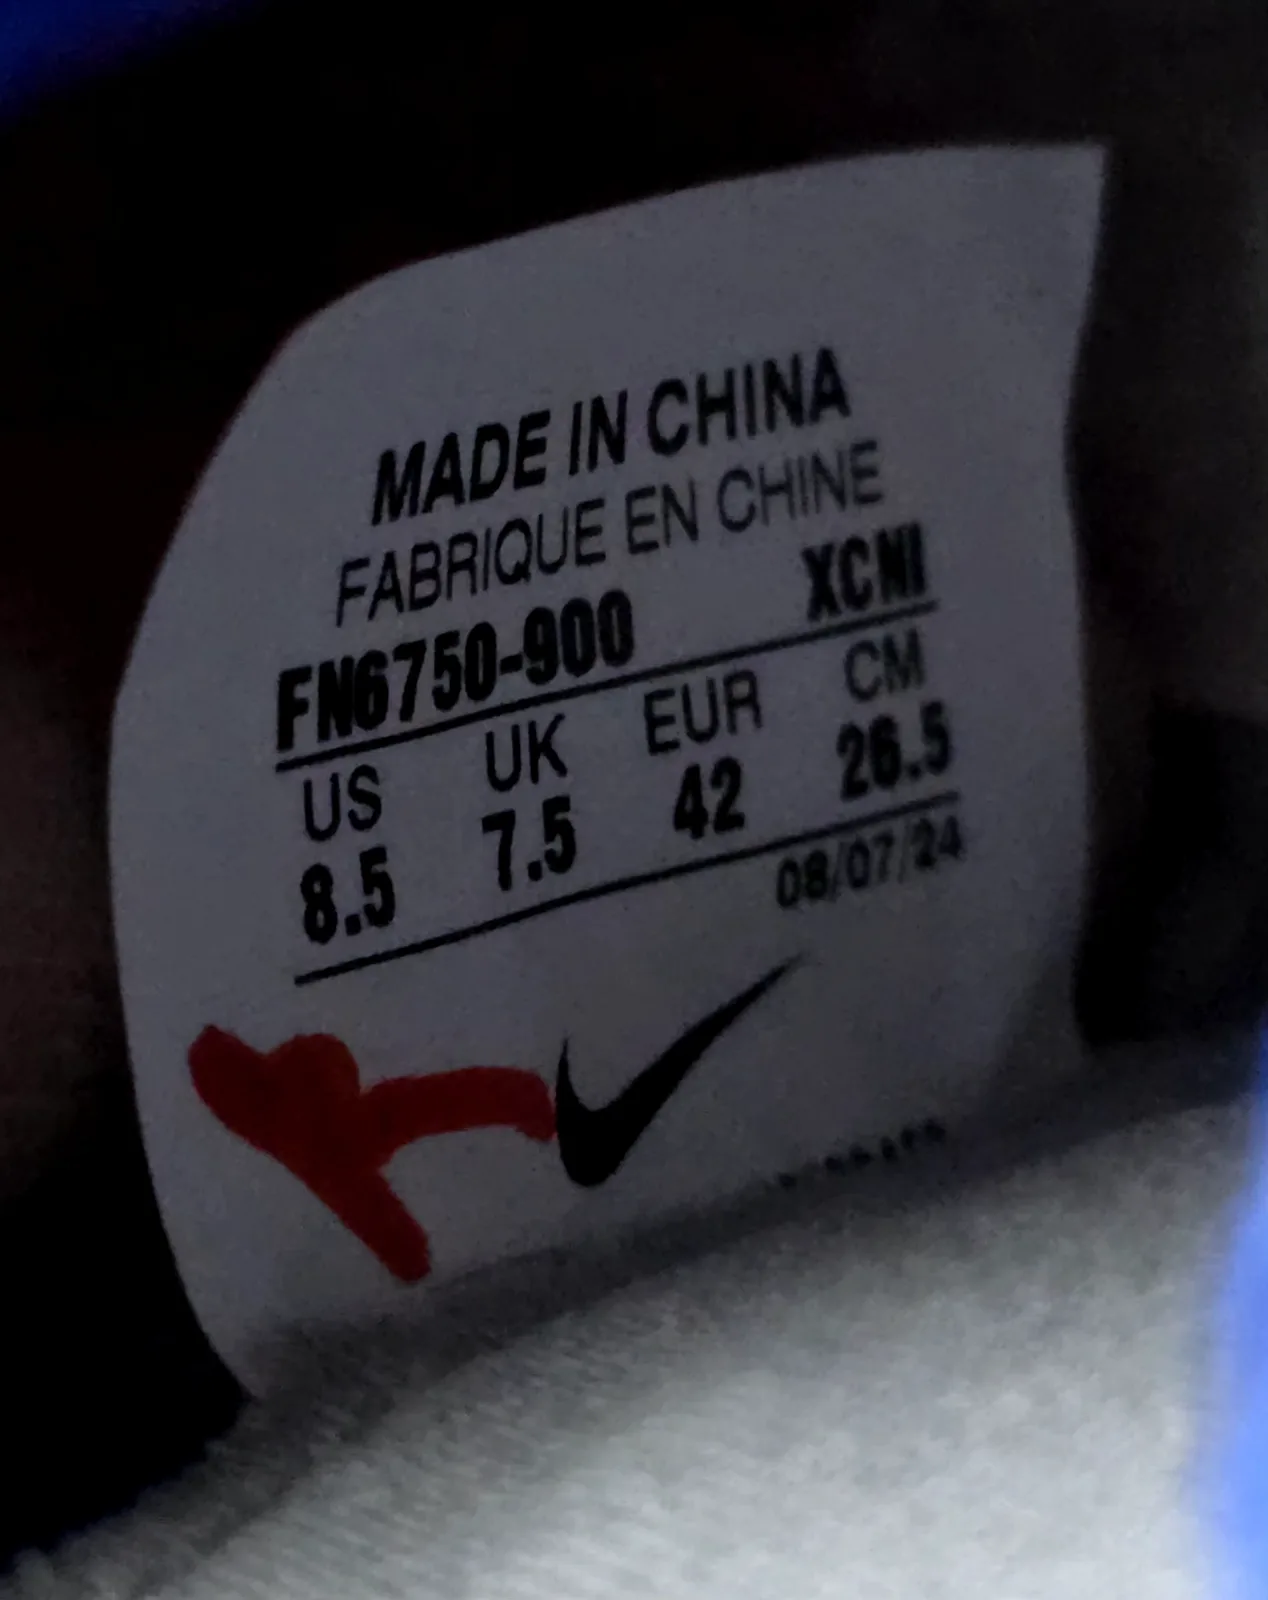 MADE IN CHINA
FABRIQUE EN CHINE
FN6750-900 XCNI
US UK EUR CM
8.5 7.5 42 26.5
08/07/24